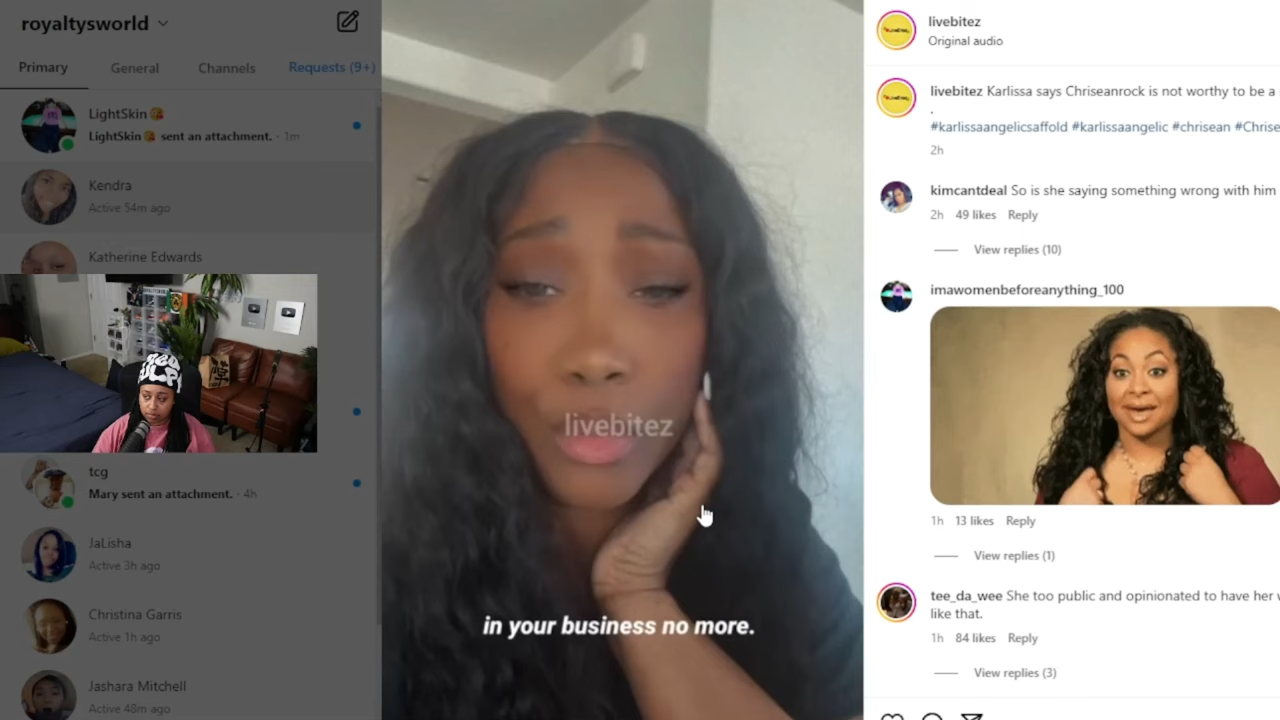 royaltysworld
Primary
General
Channels
Requests (9+)
LightSkin😘
LightSkin😘 sent an attachment. · 1m
Kendra
Active 54m ago
Katherine Edwards
tcg
Mary sent an attachment. · 4h
JaLisha
Active 3h ago
Christina Garris
Active 1h ago
Jashara Mitchell
Active 48m ago
livebitez
in your business no more.
livebitez
Original audio
livebitez Karlissa says Chriseanrock is not worthy to be a
.
#karlissaangelicsaffold #karlissaangelic #chrisean #Chrise
2h
kimcantdeal So is she saying something wrong with him
2h 49 likes Reply
View replies (10)
imawomenbeforeanything_100
1h 13 likes Reply
View replies (1)
tee_da_wee She too public and opinionated to have her
like that.
1h 84 likes Reply
View replies (3)